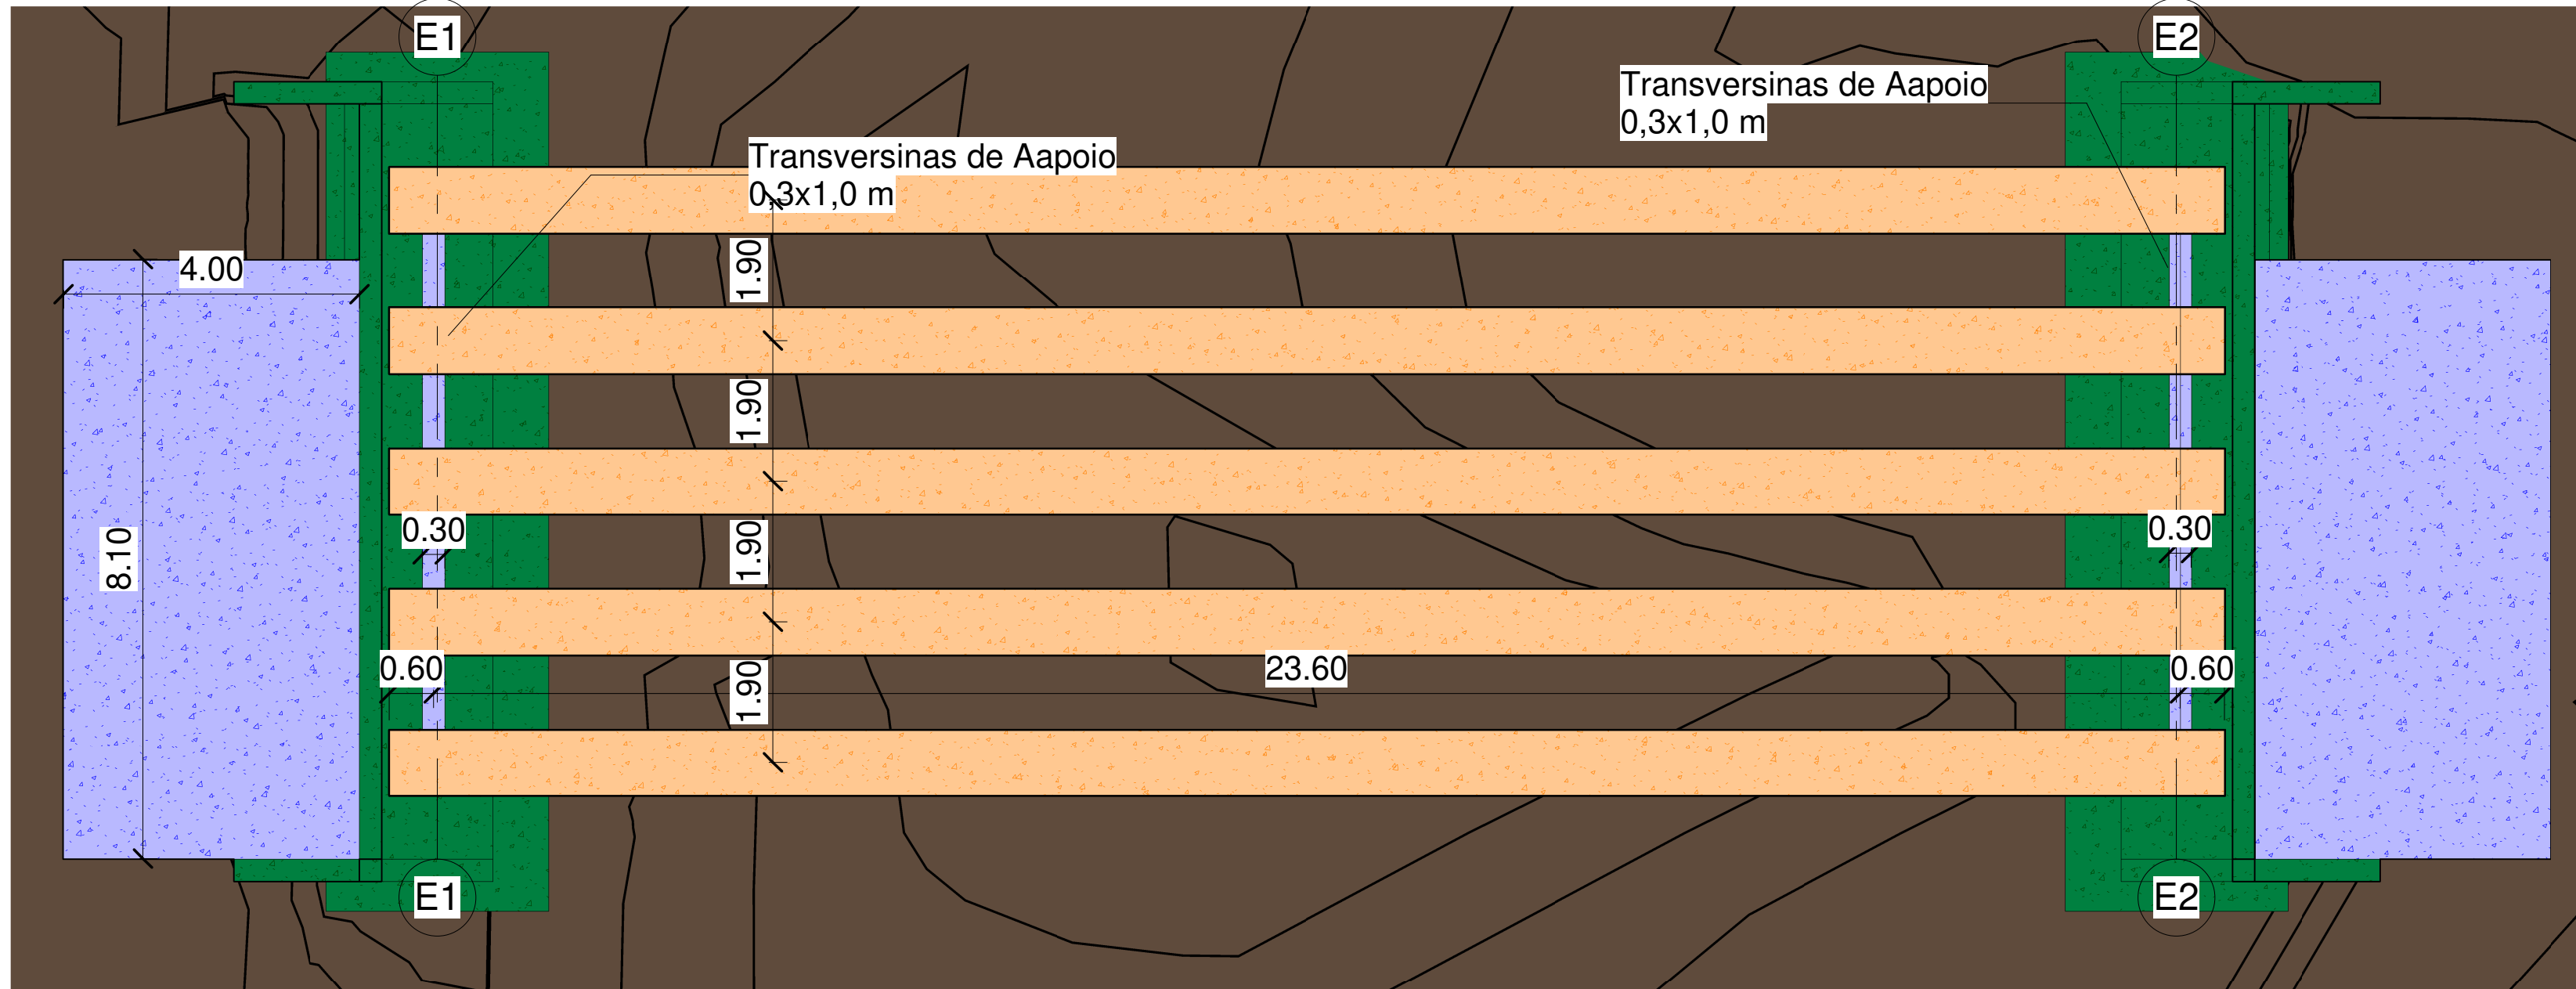 E1
E2
Transversinas de Aapoio
0,3x1,0 m
Transversinas de Aapoio
0,3x1,0 m
4.00
1.90
1.90
8.10
0.30
1.90
0.30
0.60
1.90
23.60
0.60
E1
E2